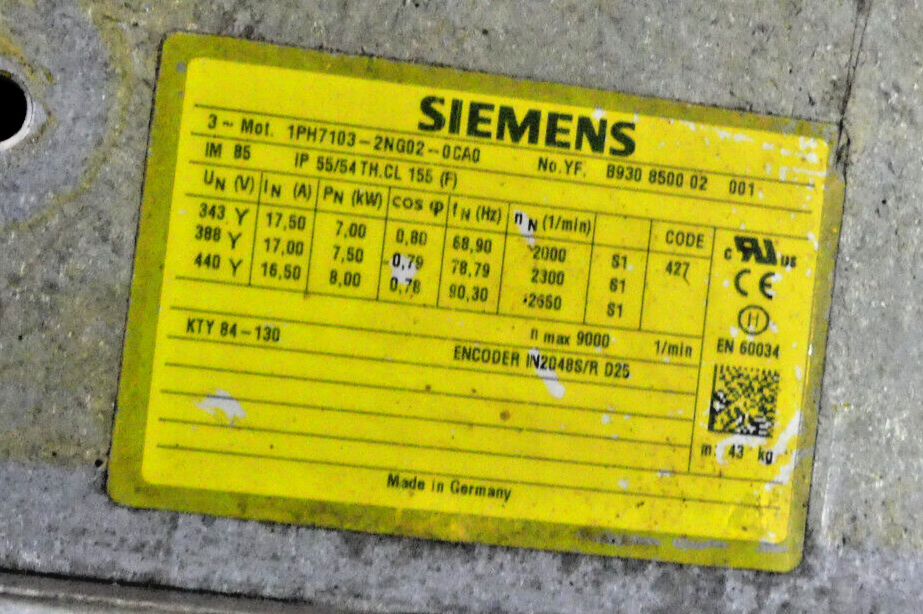 SIEMENS
3~ Mot. 1PH7103-2NG02-0CA0 No.YF. B930 8500 02 001
IM B5 IP 55/54 TH.CL 155 (F)
UN (V) IN (A) PN (kW) cos φ fN (Hz) nN (1/min) CODE
343 Y 17,50 7,00 0,80 68,90 2000 S1 427
388 Y 17,00 7,50 0,79 78,79 2300 S1
440 Y 16,50 8,00 0,78 90,30 2650 S1
c RU us
CE
H
EN 60034
KTY 84-130 n max 9000 1/min
ENCODER IN2048S/R D25
m: 43 kg
Made in Germany